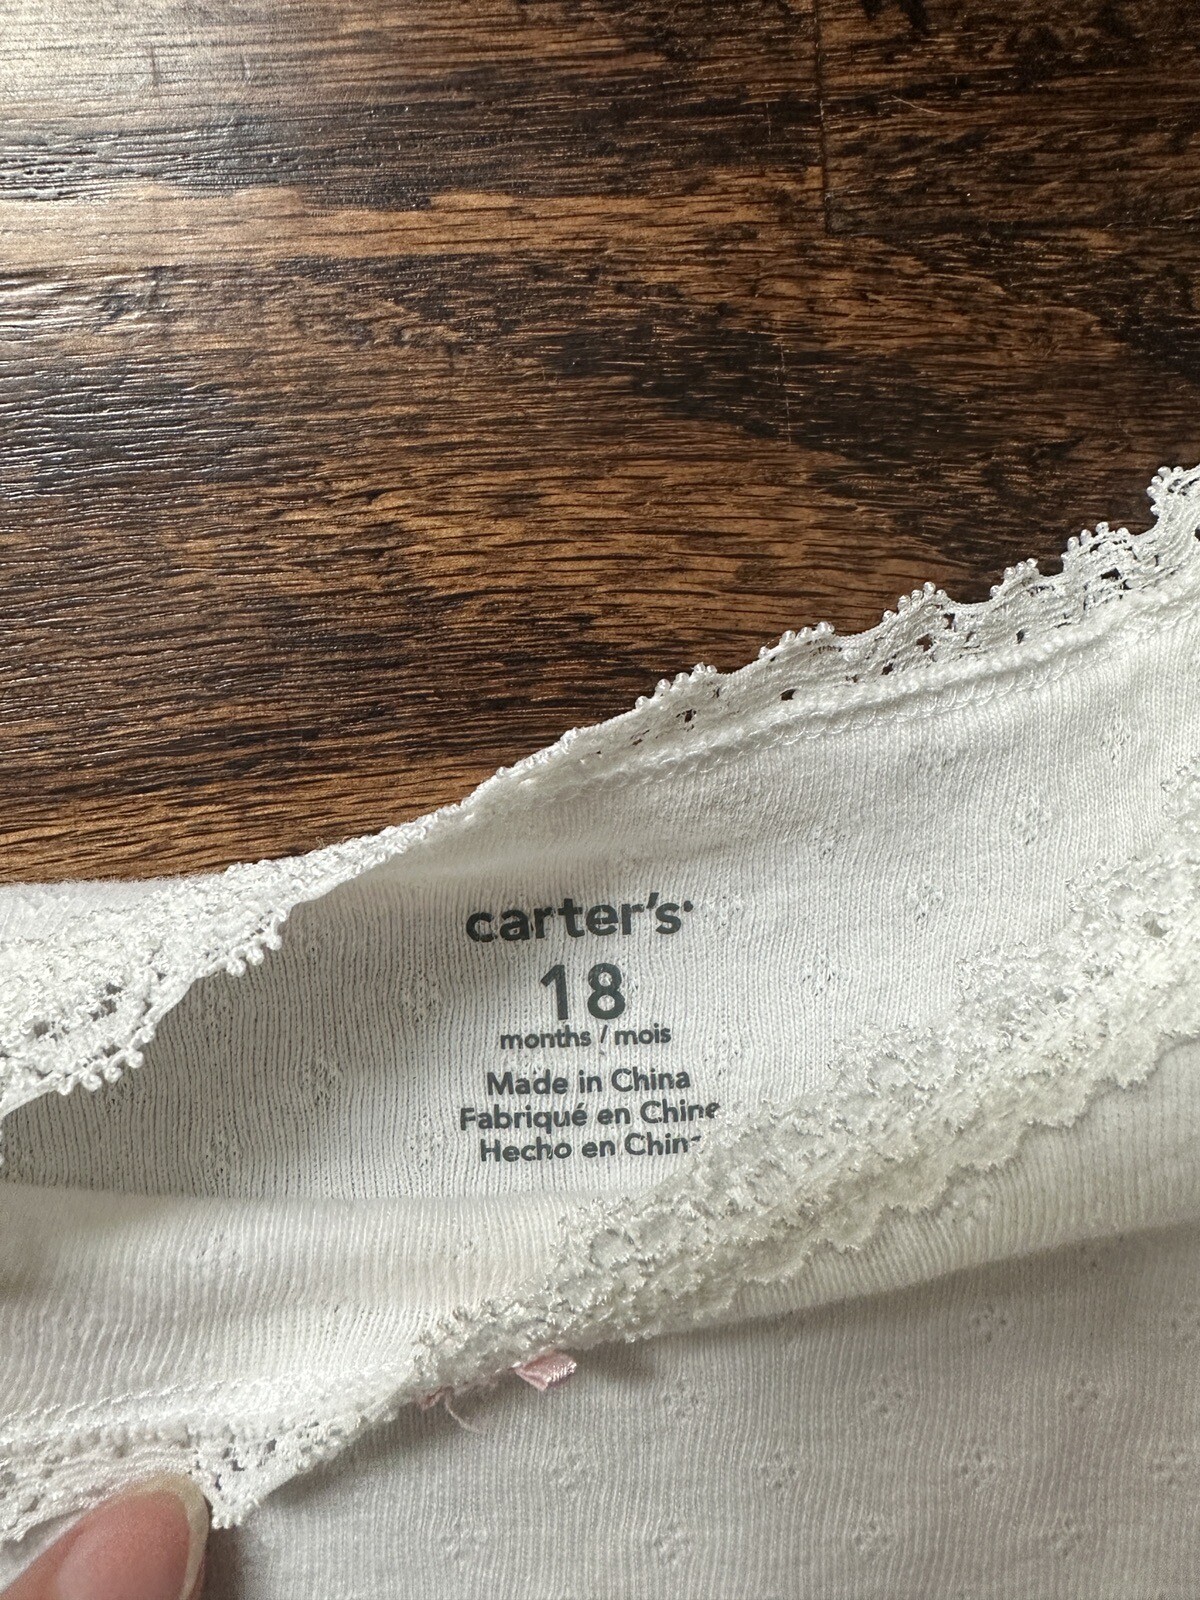 carter's
18
months / mois
Made in China
Fabriqué en Chine
Hecho en Chin